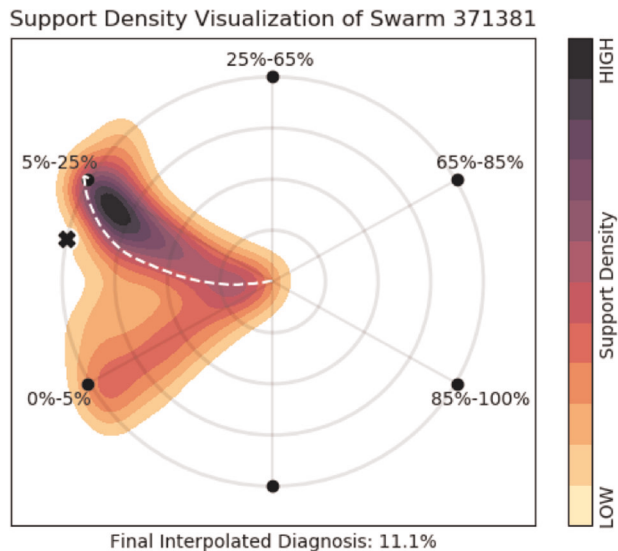 Support Density Visualization of Swarm 371381
25%-65%
5%-25%
65%-85%
0%-5%
85%-100%
HIGH
Support Density
LOW
Final Interpolated Diagnosis: 11.1%